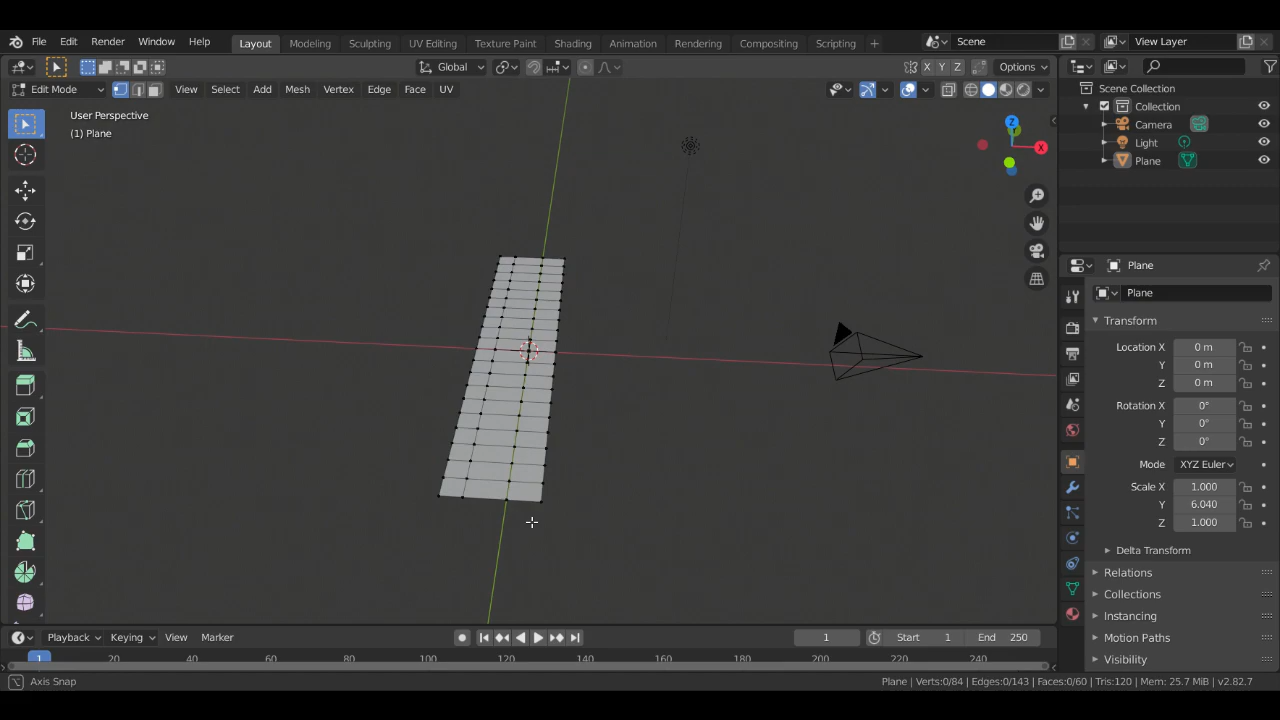 File Edit Render Window Help
Layout Modeling Sculpting UV Editing Texture Paint Shading Animation Rendering Compositing Scripting +
Scene
View Layer
Global
X Y Z
Options
Edit Mode
View Select Add Mesh Vertex Edge Face UV
User Perspective
(1) Plane
Z
X
Scene Collection
Collection
Camera
Light
Plane
Plane
Plane
Transform
Location X 0 m
Y 0 m
Z 0 m
Rotation X 0°
Y 0°
Z 0°
Mode XYZ Euler
Scale X 1.000
Y 6.040
Z 1.000
Delta Transform
Relations
Collections
Instancing
Motion Paths
Visibility
Playback Keying View Marker
1
Start 1 End 250
1 20 40 60 80 100 120 140 160 180 200 220 240
Axis Snap
Plane | Verts:0/84 | Edges:0/143 | Faces:0/60 | Tris:120 | Mem: 25.7 MiB | v2.82.7